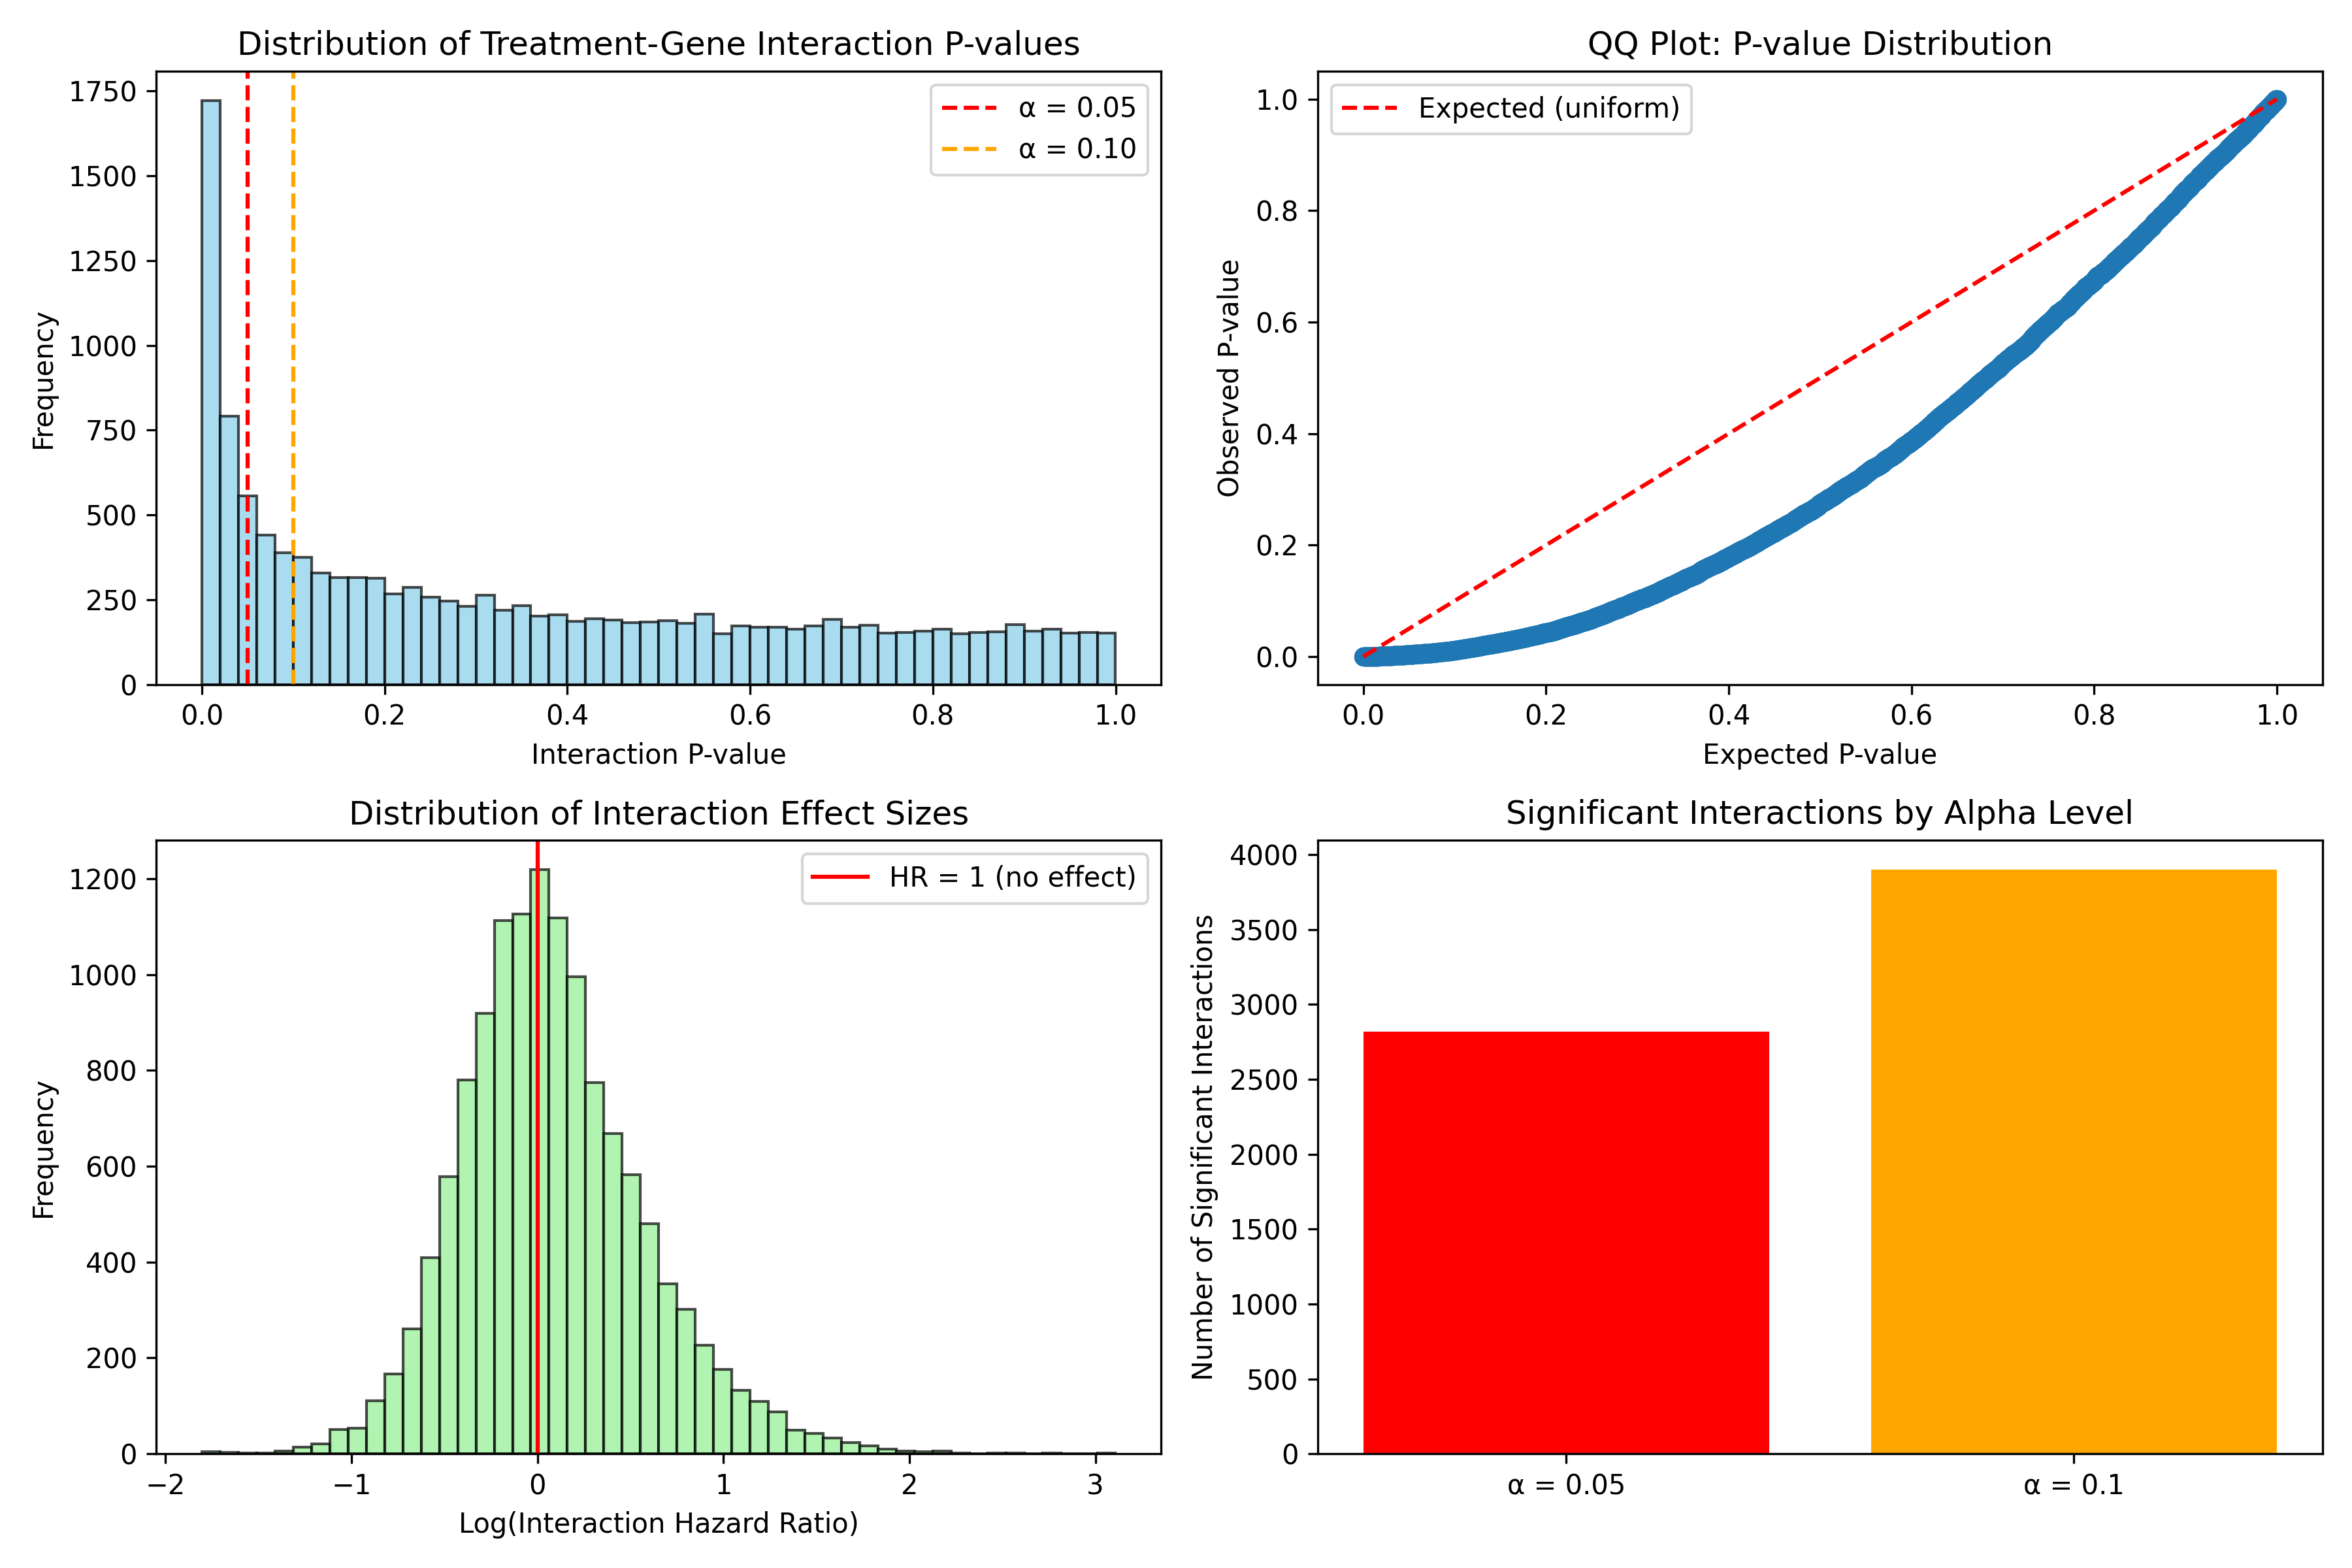 Distribution of Treatment-Gene Interaction P-values
Frequency
1750
1500
1250
1000
750
500
250
0
0.0 0.2 0.4 0.6 0.8 1.0
Interaction P-value
α = 0.05
α = 0.10
QQ Plot: P-value Distribution
Observed P-value
1.0
0.8
0.6
0.4
0.2
0.0
0.0 0.2 0.4 0.6 0.8 1.0
Expected P-value
Expected (uniform)
Distribution of Interaction Effect Sizes
Frequency
1200
1000
800
600
400
200
0
−2 −1 0 1 2 3
Log(Interaction Hazard Ratio)
HR = 1 (no effect)
Significant Interactions by Alpha Level
Number of Significant Interactions
4000
3500
3000
2500
2000
1500
1000
500
0
α = 0.05 α = 0.1